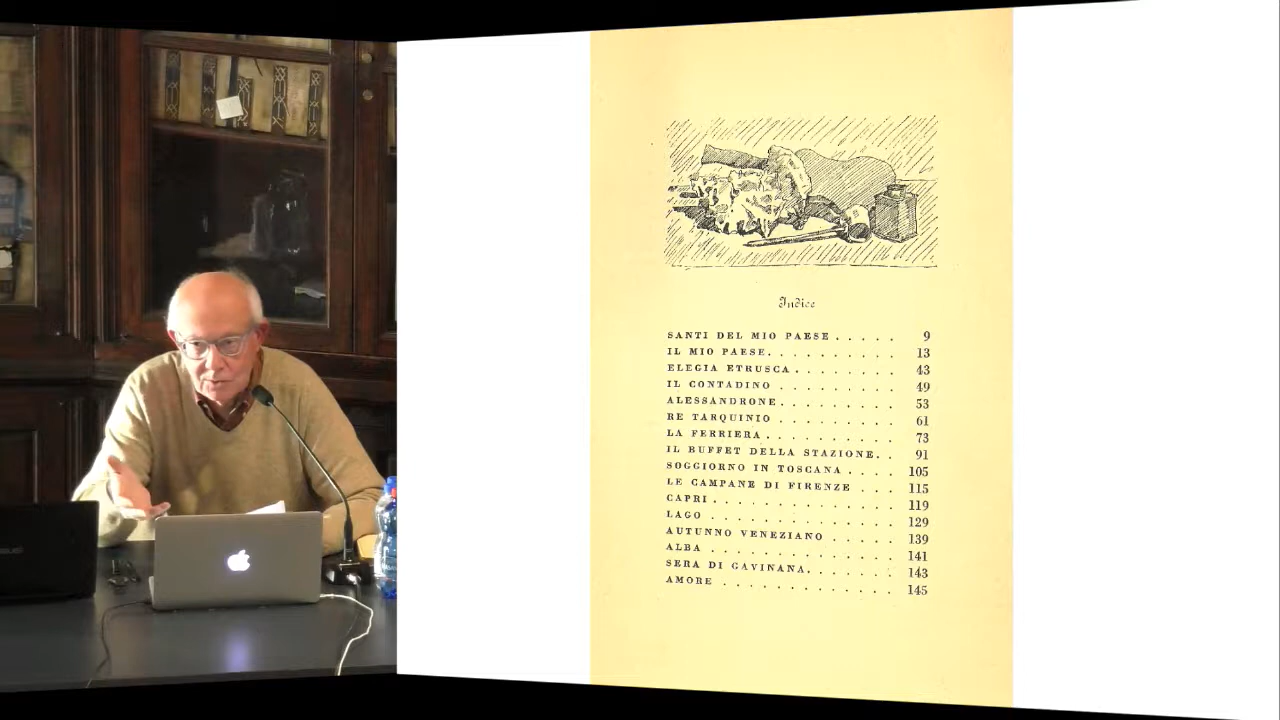 Indice
SANTI DEL MIO PAESE . . . . . 9
IL MIO PAESE. . . . . . . . . 13
ELEGIA ETRUSCA . . . . . . . 43
IL CONTADINO . . . . . . . . 49
ALESSANDRONE . . . . . . . . 53
RE TARQUINIO . . . . . . . . 61
LA FERRIERA . . . . . . . . . 73
IL BUFFET DELLA STAZIONE. . 91
SOGGIORNO IN TOSCANA . . . . 105
LE CAMPANE DI FIRENZE . . . 115
CAPRI . . . . . . . . . . . . 119
LAGO . . . . . . . . . . . . 129
AUTUNNO VENEZIANO . . . . . 139
ALBA . . . . . . . . . . . . 141
SERA DI GAVINANA. . . . . . . 143
AMORE . . . . . . . . . . . . 145